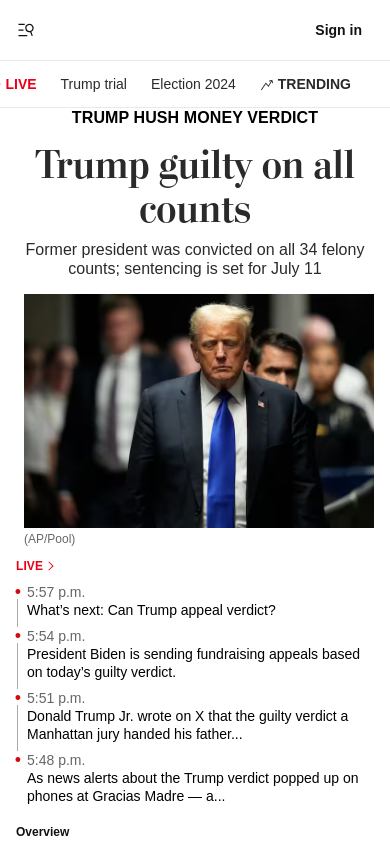 Sign in
LIVE
Trump trial
Election 2024
TRENDING
TRUMP HUSH MONEY VERDICT
Trump guilty on all
counts
Former president was convicted on all 34 felony
counts; sentencing is set for July 11
(AP/Pool)
LIVE
5:57 p.m.
What’s next: Can Trump appeal verdict?
5:54 p.m.
President Biden is sending fundraising appeals based
on today’s guilty verdict.
5:51 p.m.
Donald Trump Jr. wrote on X that the guilty verdict a
Manhattan jury handed his father...
5:48 p.m.
As news alerts about the Trump verdict popped up on
phones at Gracias Madre — a...
Overview